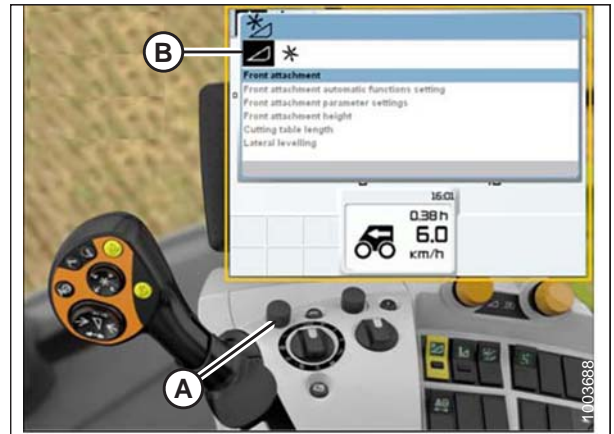 B
Front attachment
Front attachment automatic functions setting
Front attachment parameter settings
Front attachment height
Cutting table length
Lateral levelling
16:01
0.38 h
6.0
km/h
A
AG
1003688